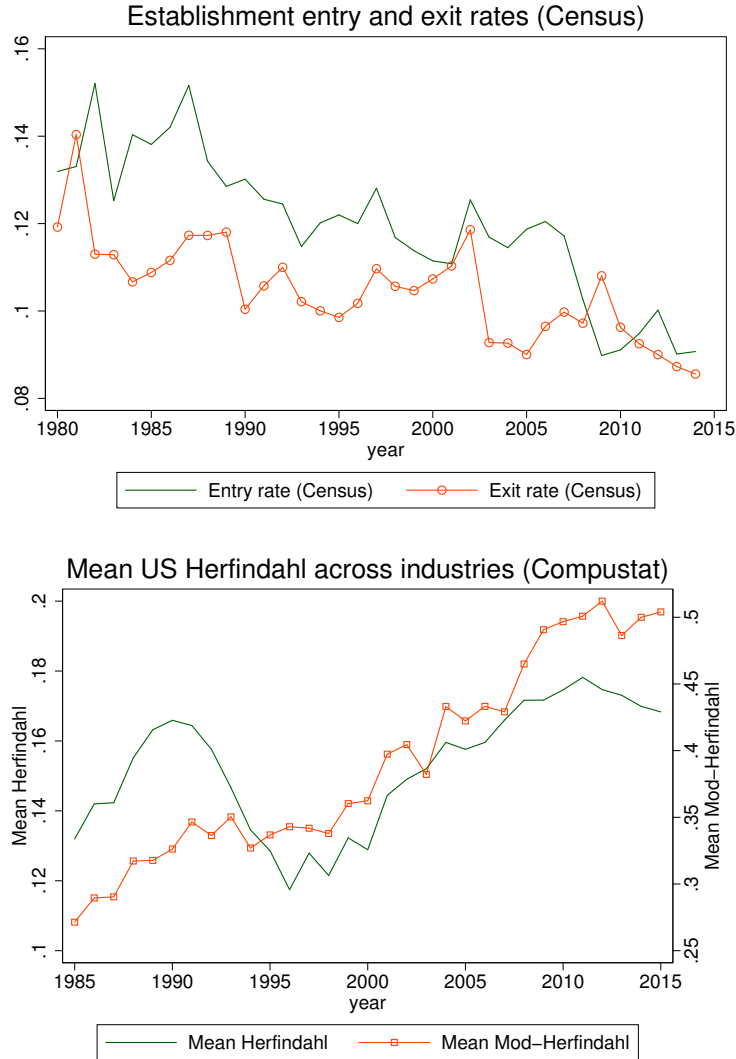 Establishment entry and exit rates (Census)
.16
.14
.12
.1
.08
1980 1985 1990 1995 2000 2005 2010 2015
year
Entry rate (Census) Exit rate (Census)
Mean US Herfindahl across industries (Compustat)
Mean Herfindahl
.2
.18
.16
.14
.12
.1
.5
.45
.4
.35
.3
.25
Mean Mod−Herfindahl
1985 1990 1995 2000 2005 2010 2015
year
Mean Herfindahl Mean Mod−Herfindahl